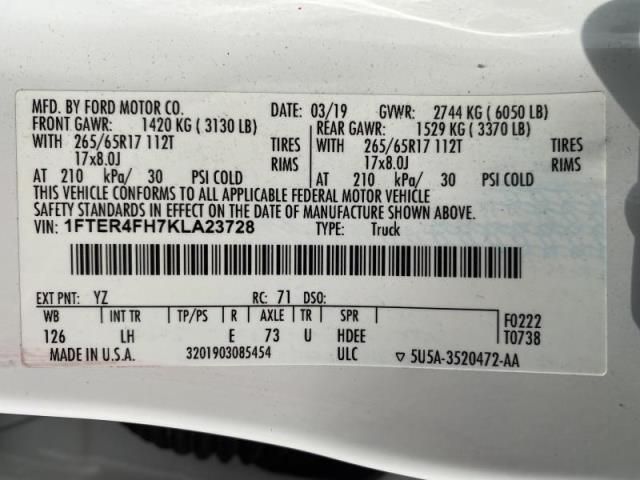 MFD. BY FORD MOTOR CO. DATE: 03/19 GVWR: 2744 KG ( 6050 LB)
FRONT GAWR: 1420 KG ( 3130 LB) REAR GAWR: 1529 KG ( 3370 LB)
WITH 265/65R17 112T TIRES WITH 265/65R17 112T TIRES
17x8.0J RIMS 17x8.0J RIMS
AT 210 kPa/ 30 PSI COLD AT 210 kPa/ 30 PSI COLD
THIS VEHICLE CONFORMS TO ALL APPLICABLE FEDERAL MOTOR VEHICLE
SAFETY STANDARDS IN EFFECT ON THE DATE OF MANUFACTURE SHOWN ABOVE.
VIN: 1FTER4FH7KLA23728 TYPE: Truck
EXT PNT: YZ RC: 71 DSO:
WB INT TR TP/PS R AXLE TR SPR F0222
126 LH E 73 U HDEE T0738
MADE IN U.S.A. 3201903085454 ULC ▽ 5U5A-3520472-AA